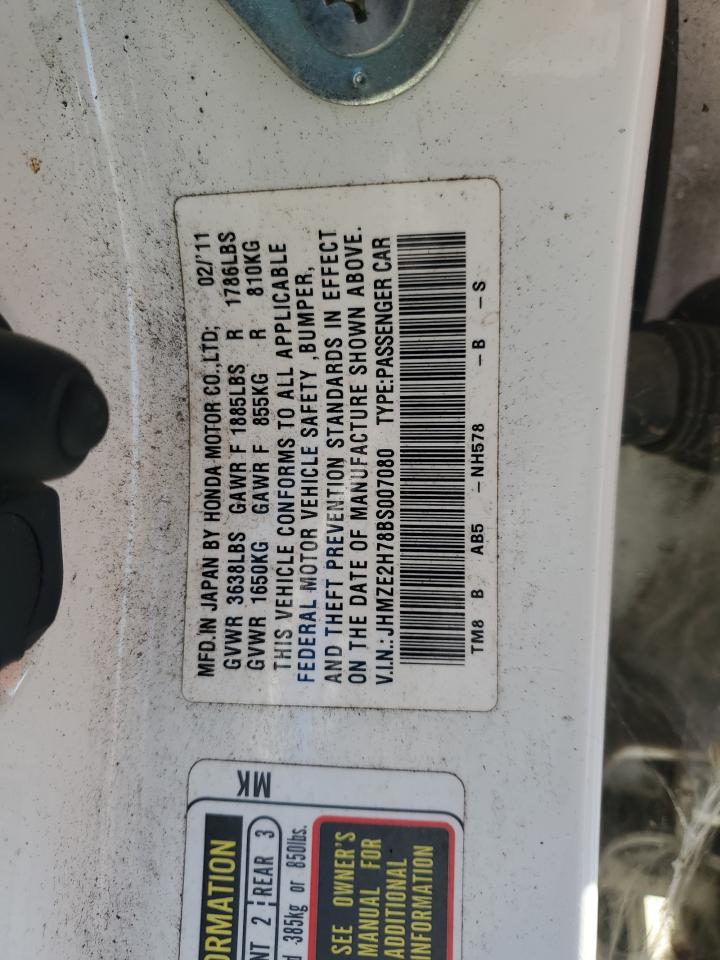 MFD.IN JAPAN BY HONDA MOTOR CO.,LTD; 02/'11
GVWR 3638LBS GAWR F 1885LBS R 1786LBS
GVWR 1650KG GAWR F 855KG R 810KG
THIS VEHICLE CONFORMS TO ALL APPLICABLE
FEDERAL MOTOR VEHICLE SAFETY ,BUMPER,
AND THEFT PREVENTION STANDARDS IN EFFECT
ON THE DATE OF MANUFACTURE SHOWN ABOVE.
V.I.N.:JHMZE2H78BS007080 TYPE:PASSENGER CAR
TM8 B AB5 - NH578 - B - S
MK
ORMATION
NT 2 REAR 3
d 385kg or 850lbs.
SEE OWNER'S
MANUAL FOR
ADDITIONAL
INFORMATION